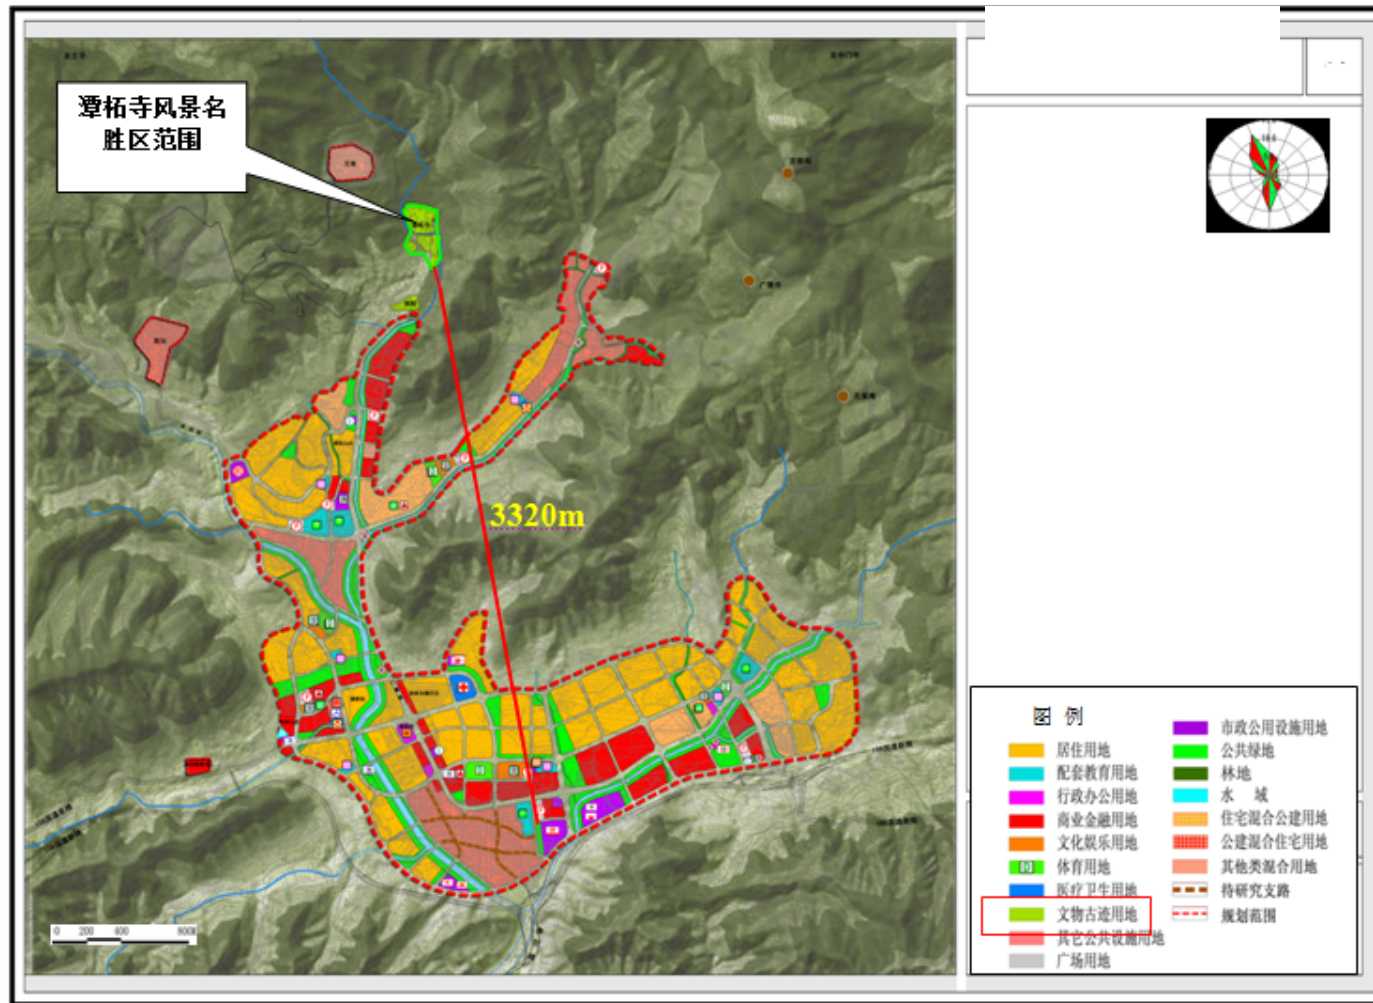 潭柘寺风景名
胜区范围
3320m
图 例
居住用地
配套教育用地
行政办公用地
商业金融用地
文化娱乐用地
体育用地
医疗卫生用地
文物古迹用地
其它公共设施用地
广场用地
市政公用设施用地
公共绿地
林地
水 域
住宅混合公建用地
公建混合住宅用地
其他类混合用地
待研究支路
规划范围
0 200 400 800m